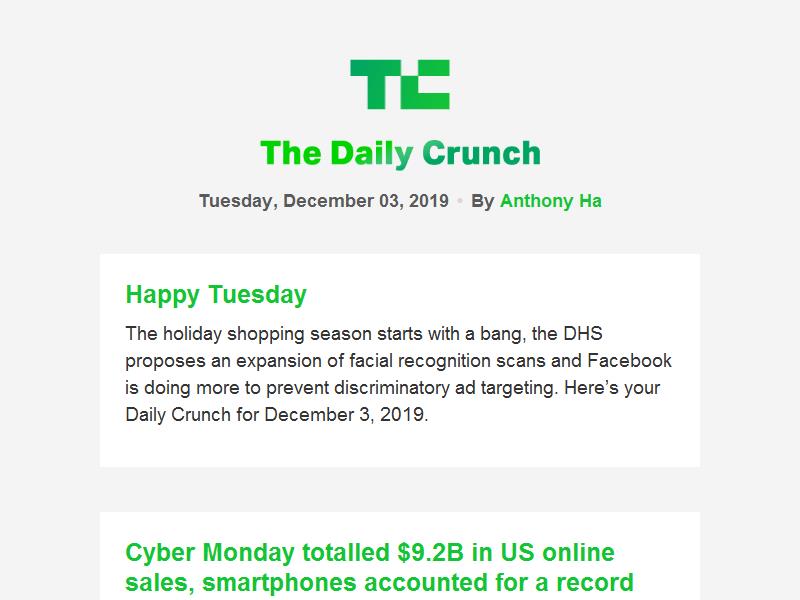 TC
The Daily Crunch
Tuesday, December 03, 2019 • By Anthony Ha
Happy Tuesday
The holiday shopping season starts with a bang, the DHS
proposes an expansion of facial recognition scans and Facebook
is doing more to prevent discriminatory ad targeting. Here’s your
Daily Crunch for December 3, 2019.
Cyber Monday totalled $9.2B in US online
sales, smartphones accounted for a record